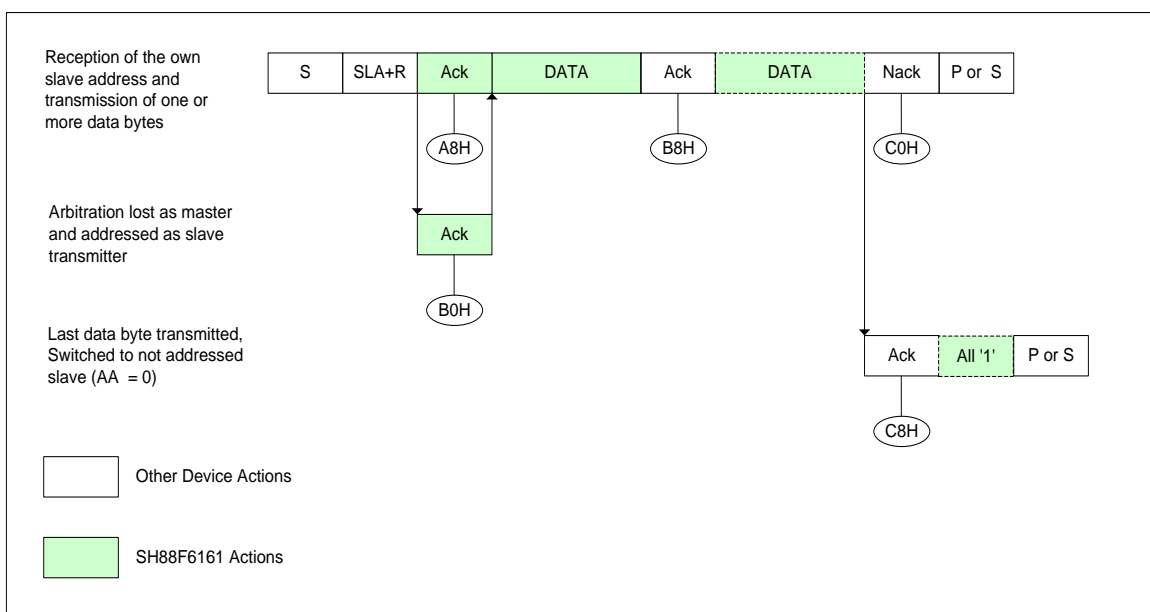 Reception of the own
slave address and
transmission of one or
more data bytes
S SLA+R Ack DATA Ack DATA Nack P or S
A8H B8H C0H
Arbitration lost as master
and addressed as slave
transmitter
Ack
B0H
Last data byte transmitted,
Switched to not addressed
slave (AA = 0)
Ack All '1' P or S
C8H
Other Device Actions
SH88F6161 Actions